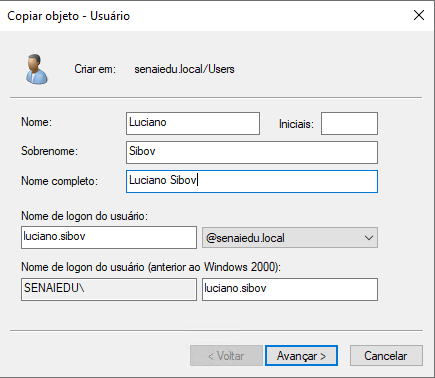 Copiar objeto - Usuário
Criar em: senaiedu.local/Users
Nome: Luciano Iniciais:
Sobrenome: Sibov
Nome completo: Luciano Sibov
Nome de logon do usuário:
luciano.sibov @senaiedu.local
Nome de logon do usuário (anterior ao Windows 2000):
SENAIEDU\ luciano.sibov
< Voltar Avançar > Cancelar